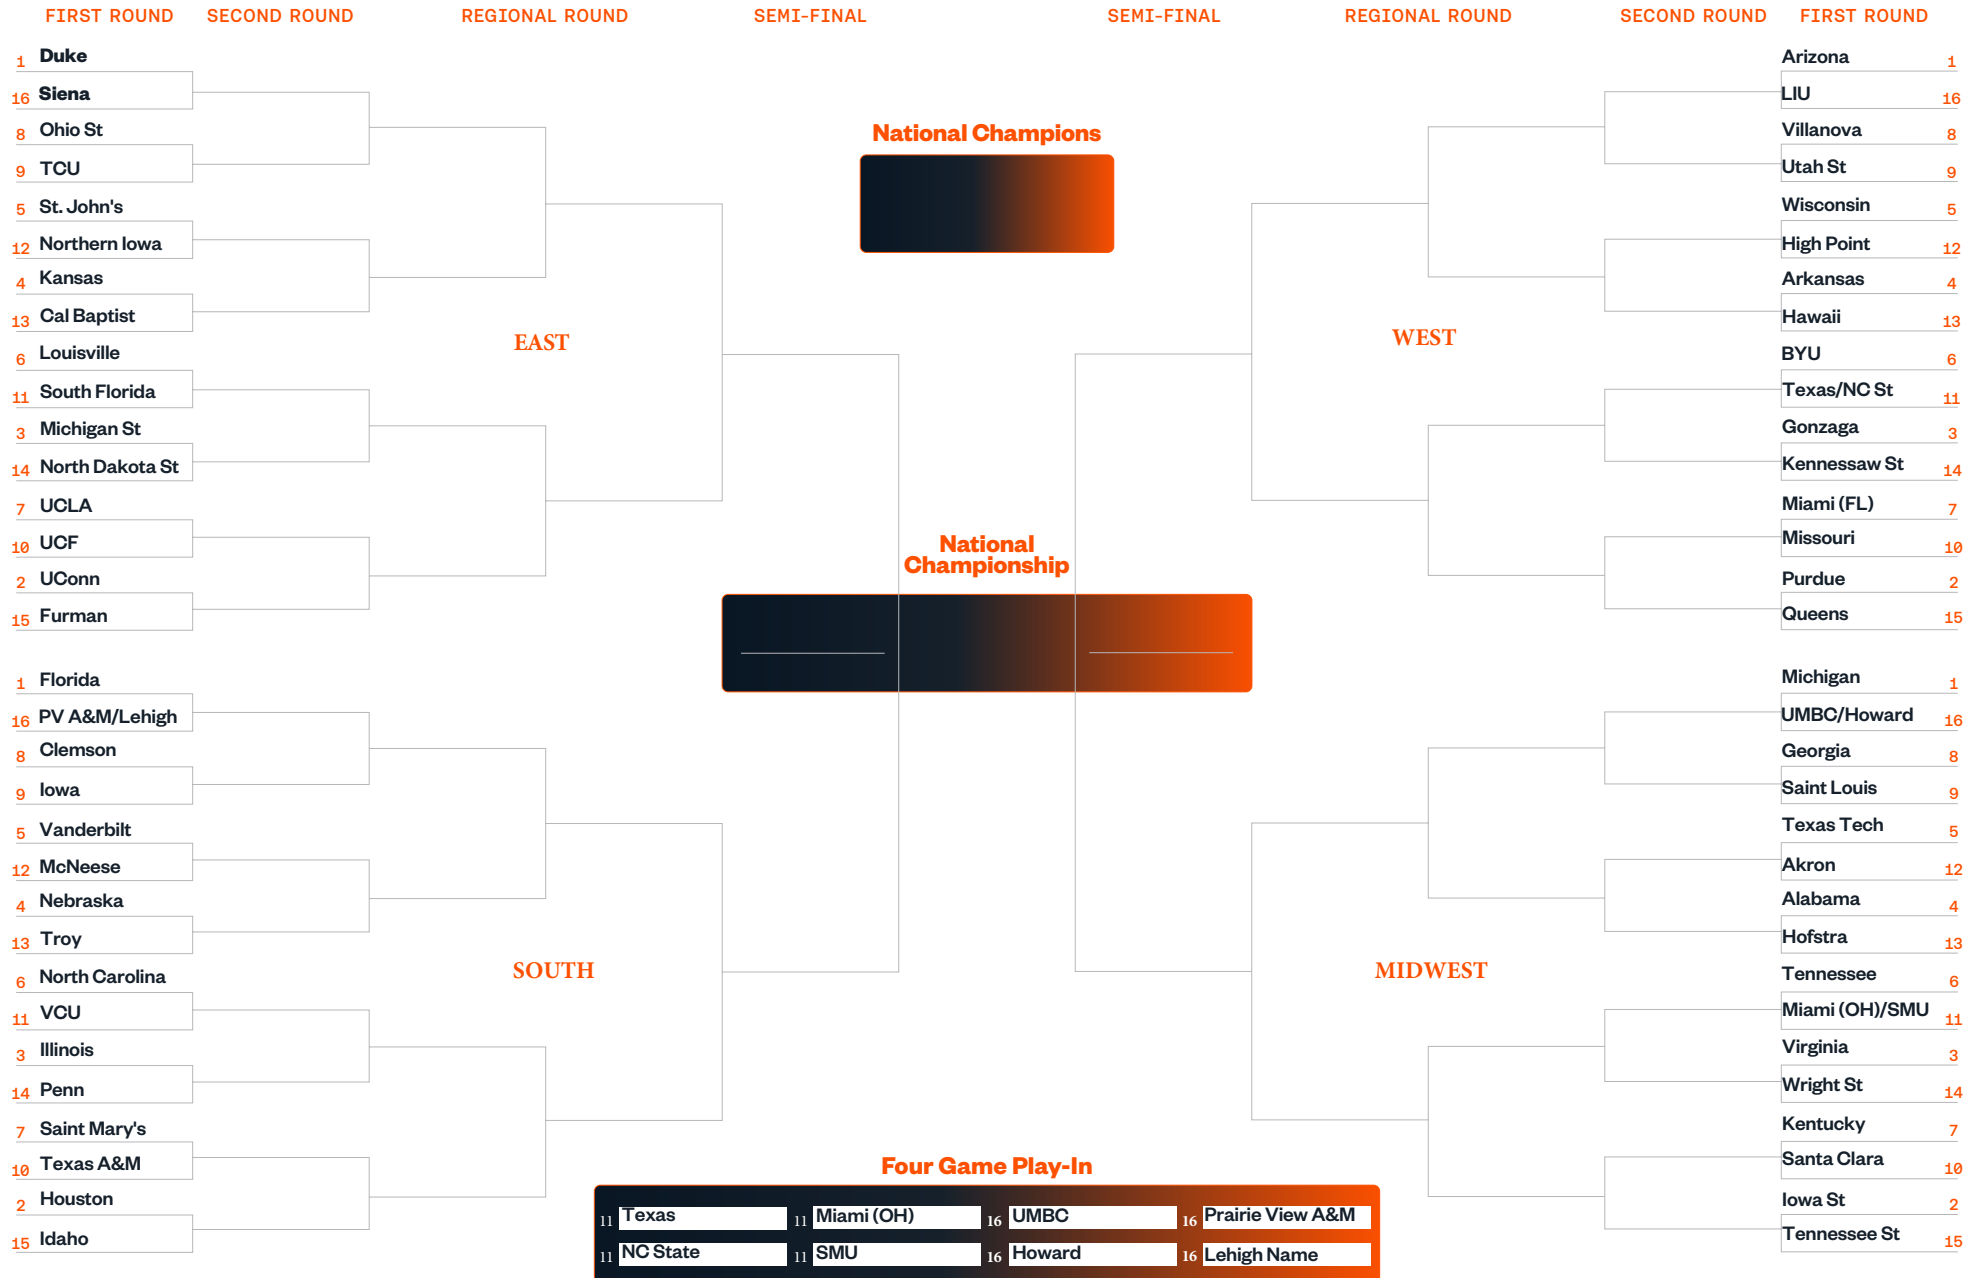 FIRST ROUND SECOND ROUND REGIONAL ROUND SEMI-FINAL SEMI-FINAL REGIONAL ROUND SECOND ROUND FIRST ROUND
1 Duke
16 Siena
8 Ohio St
9 TCU
5 St. John's
12 Northern Iowa
4 Kansas
13 Cal Baptist
6 Louisville
11 South Florida
3 Michigan St
14 North Dakota St
7 UCLA
10 UCF
2 UConn
15 Furman
EAST
1 Florida
16 PV A&M/Lehigh
8 Clemson
9 Iowa
5 Vanderbilt
12 McNeese
4 Nebraska
13 Troy
6 North Carolina
11 VCU
3 Illinois
14 Penn
7 Saint Mary's
10 Texas A&M
2 Houston
15 Idaho
SOUTH
National Champions
National
Championship
Arizona 1
LIU 16
Villanova 8
Utah St 9
Wisconsin 5
High Point 12
Arkansas 4
Hawaii 13
BYU 6
Texas/NC St 11
Gonzaga 3
Kennessaw St 14
Miami (FL) 7
Missouri 10
Purdue 2
Queens 15
WEST
Michigan 1
UMBC/Howard 16
Georgia 8
Saint Louis 9
Texas Tech 5
Akron 12
Alabama 4
Hofstra 13
Tennessee 6
Miami (OH)/SMU 11
Virginia 3
Wright St 14
Kentucky 7
Santa Clara 10
Iowa St 2
Tennessee St 15
MIDWEST
Four Game Play-In
11 Texas 11 Miami (OH) 16 UMBC 16 Prairie View A&M
11 NC State 11 SMU 16 Howard 16 Lehigh Name